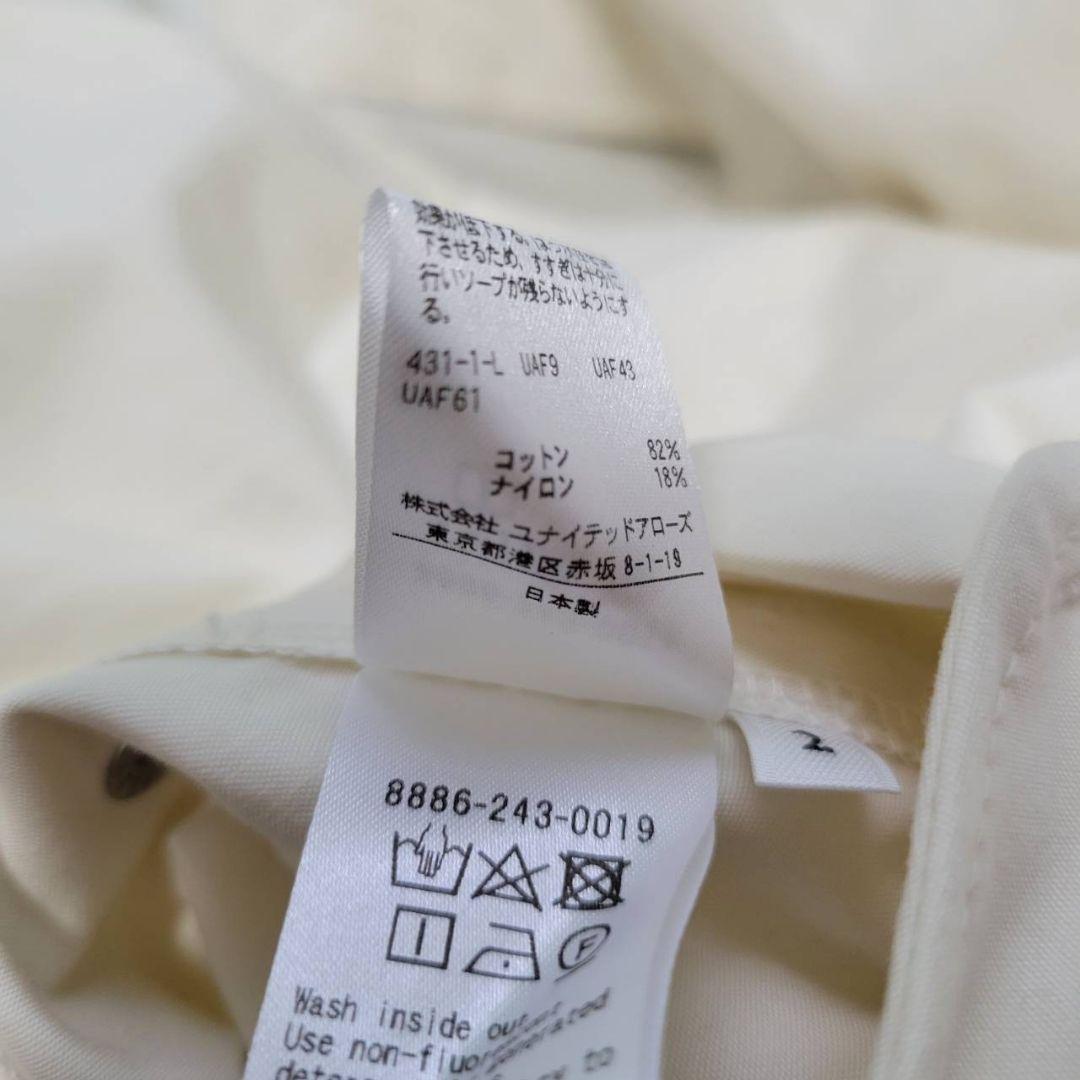 下させるため、すすぎは十分に
行いソープが残らないようにす
る。
431-1-L UAF9 UAF43
UAF61
コットン 82%
ナイロン 18%
株式会社 ユナイテッドアローズ
東京都港区赤坂 8-1-19
日本製
2
8886-243-0019
F
Wash inside out
Use non-fluorgenerated
to